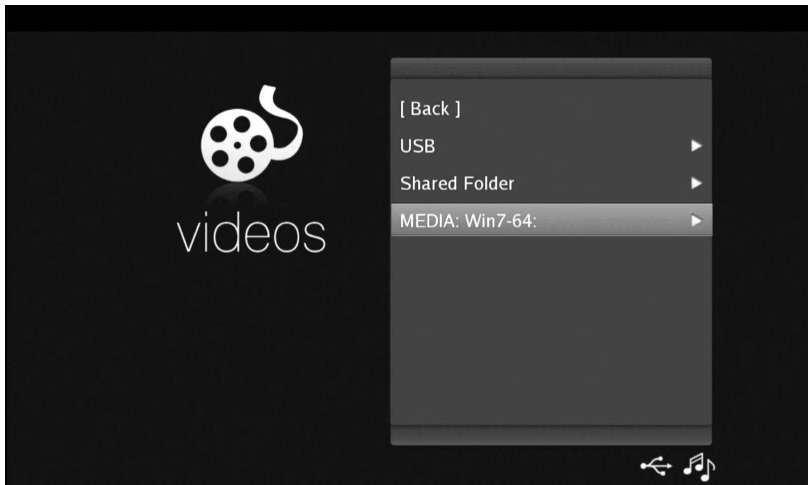 videos
[ Back ]
USB
Shared Folder
MEDIA: Win7-64: